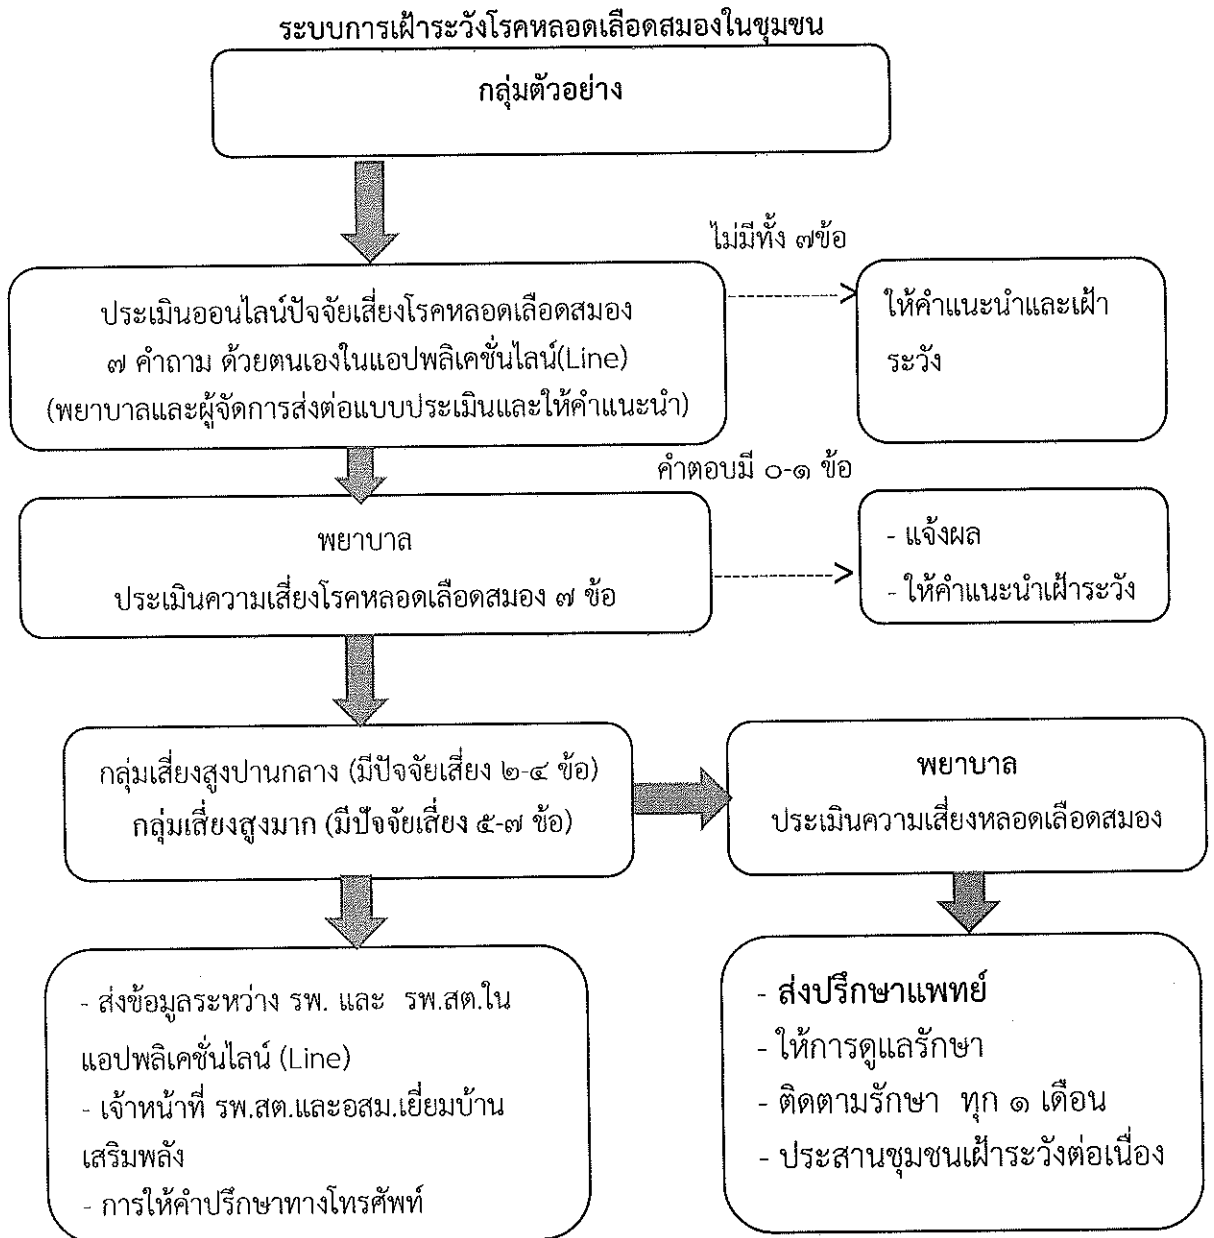 ระบบการเฝ้าระวังโรคหลอดเลือดสมองในชุมชน
กลุ่มตัวอย่าง
ไม่มีทั้ง ๗ข้อ
ประเมินออนไลน์ปัจจัยเสี่ยงโรคหลอดเลือดสมอง
๗ คำถาม ด้วยตนเองในแอปพลิเคชั่นไลน์(Line)
(พยาบาลและผู้จัดการส่งต่อแบบประเมินและให้คำแนะนำ)
ให้คำแนะนำและเฝ้า
ระวัง
คำตอบมี ๐-๑ ข้อ
พยาบาล
ประเมินความเสี่ยงโรคหลอดเลือดสมอง ๗ ข้อ
- แจ้งผล
- ให้คำแนะนำเฝ้าระวัง
กลุ่มเสี่ยงสูงปานกลาง (มีปัจจัยเสี่ยง ๒-๔ ข้อ)
กลุ่มเสี่ยงสูงมาก (มีปัจจัยเสี่ยง ๕-๗ ข้อ)
พยาบาล
ประเมินความเสี่ยงหลอดเลือดสมอง
- ส่งข้อมูลระหว่าง รพ. และ รพ.สต.ใน
แอปพลิเคชั่นไลน์ (Line)
- เจ้าหน้าที่ รพ.สต.และอสม.เยี่ยมบ้าน
เสริมพลัง
- การให้คำปรึกษาทางโทรศัพท์
- ส่งปรึกษาแพทย์
- ให้การดูแลรักษา
- ติดตามรักษา ทุก ๑ เดือน
- ประสานชุมชนเฝ้าระวังต่อเนื่อง